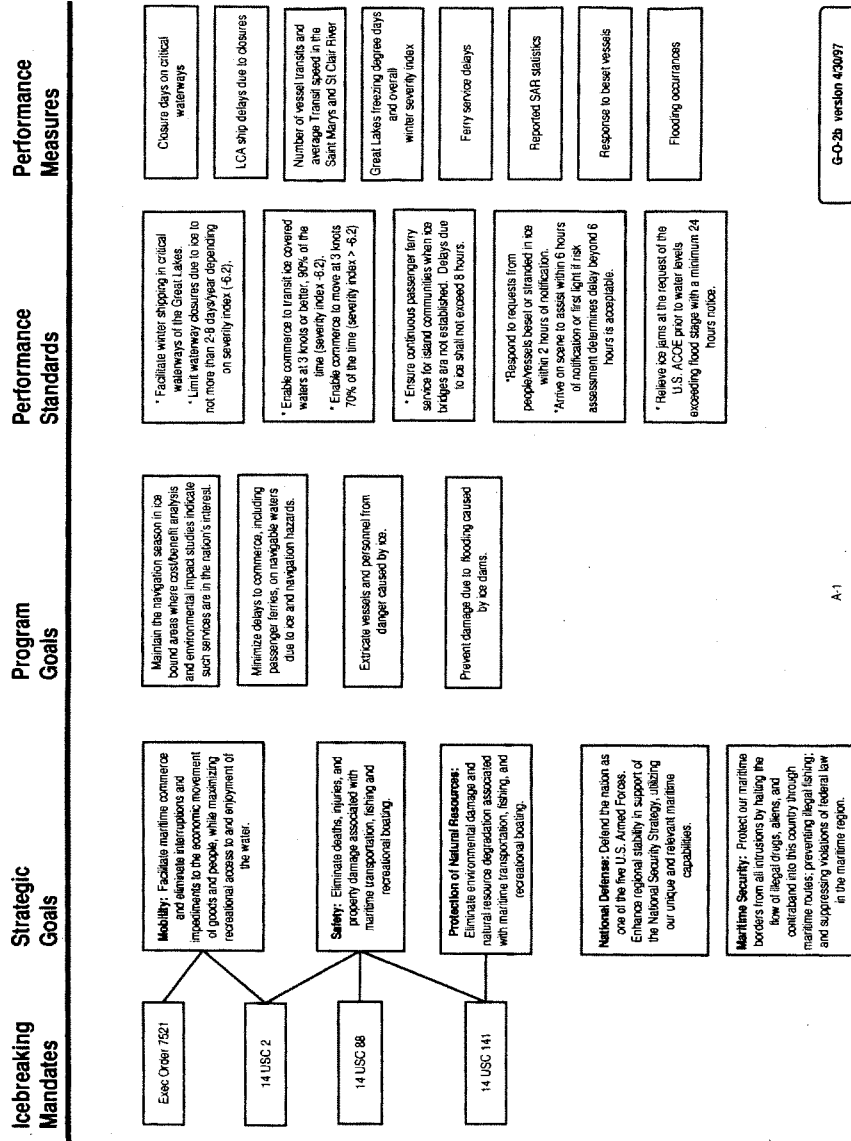 Icebreaking
Mandates
Strategic
Goals
Program
Goals
Performance
Standards
Performance
Measures
Exec Order 7521
14 USC 2
14 USC 88
14 USC 141
Mobility: Facilitate maritime commerce
and eliminate interruptions and
impediments to the economic movement
of goods and people, while maximizing
recreational access to and enjoyment of
the water.
Safety: Eliminate deaths, injuries, and
property damage associated with
maritime transportation, fishing and
recreational boating.
Protection of Natural Resources:
Eliminate environmental damage and
natural resource degradation associated
with maritime transportation, fishing, and
recreational boating.
National Defense: Defend the nation as
one of the five U.S. Armed Forces.
Enhance regional stability in support of
the National Security Strategy, utilizing
our unique and relevant maritime
capabilities.
Maritime Security: Protect our maritime
borders from all intrusions by halting the
flow of illegal drugs, aliens, and
contraband into this country through
maritime routes; preventing illegal fishing;
and suppressing violations of federal law
in the maritime region.
Maintain the navigation season in ice
bound areas where cost/benefit analysis
and environmental impact studies indicate
such services are in the nation's interest.
Minimize delays to commerce, including
passenger ferries, on navigable waters
due to ice and navigation hazards.
Extricate vessels and personnel from
danger caused by ice.
Prevent damage due to flooding caused
by ice dams.
* Facilitate winter shipping in critical
waterways of the Great Lakes.
* Limit waterway closures due to ice to
not more than 2-8 days/year depending
on severity index (-6.2).
* Enable commerce to transit ice covered
waters at 3 knots or better, 90% of the
time (severity index -6.2).
* Enable commerce to move at 3 knots
70% of the time (severity index > -6.2)
* Ensure continuous passenger ferry
service for island communities when ice
bridges are not established. Delays due
to ice shall not exceed 8 hours.
*Respond to requests from
people/vessels beset or stranded in ice
within 2 hours of notification.
*Arrive on scene to assist within 6 hours
of notification or first light if risk
assessment determines delay beyond 6
hours is acceptable.
* Relieve ice jams at the request of the
U.S. ACOE prior to water levels
exceeding flood stage with a minimum 24
hours notice.
Closure days on critical
waterways
LCA ship delays due to closures
Number of vessel transits and
average Transit speed in the
Saint Marys and St Clair River
Great Lakes freezing degree days
and overall
winter severity index
Ferry service delays
Reported SAR statistics
Response to beset vessels
Flooding occurrances
A-1
G-O-2b version 4/30/97